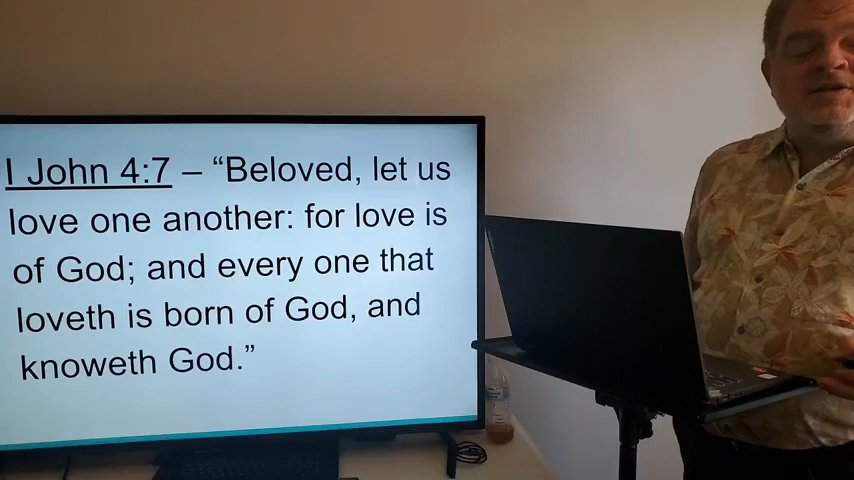 I John 4:7 – “Beloved, let us
love one another: for love is
of God; and every one that
loveth is born of God, and
knoweth God.”